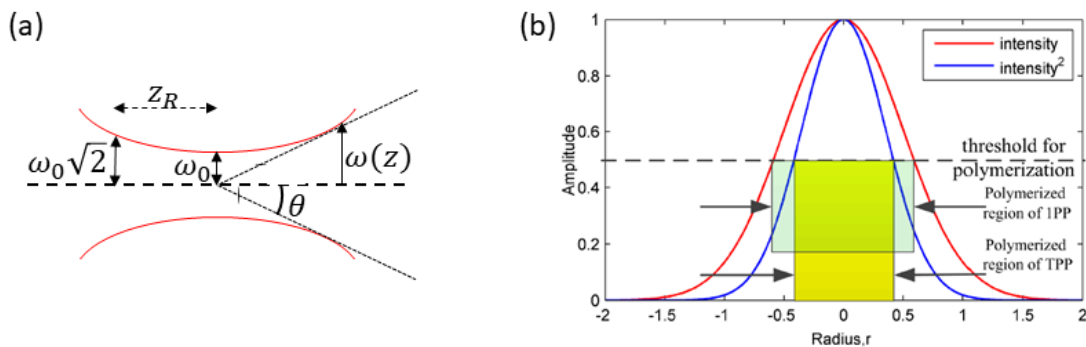 (a)
z_R
ω₀√2
ω₀
ω(z)
θ
(b)
Amplitude
1
0.8
0.6
0.4
0.2
0
-2
-1.5
-1
-0.5
0
0.5
1
1.5
2
Radius,r
intensity
intensity²
threshold for
polymerization
Polymerized
region of 1PP
Polymerized
region of TPP